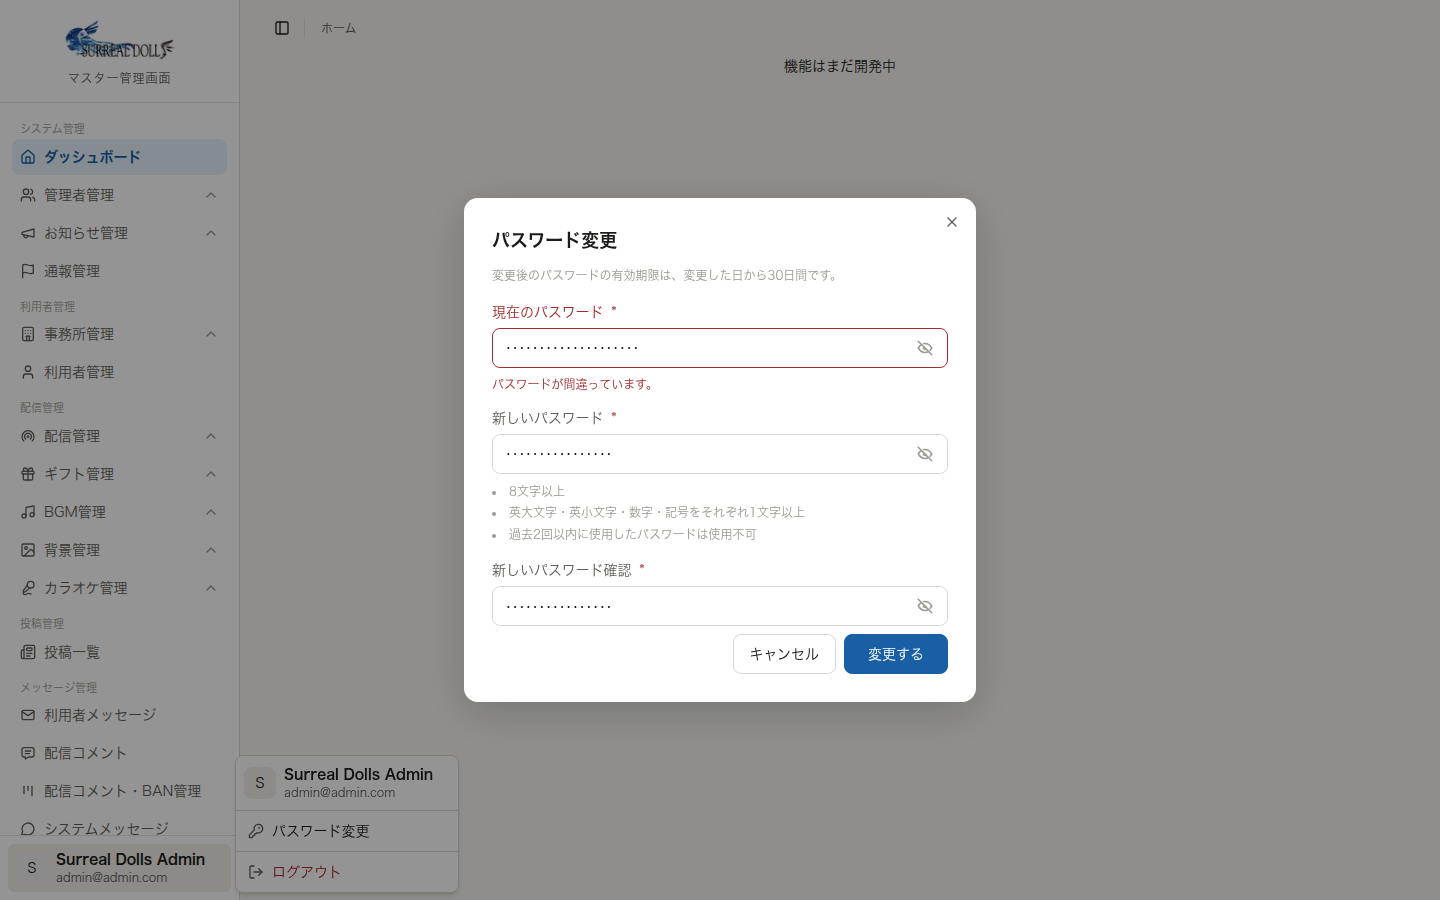 SURREAL DOLLS
マスター管理画面
システム管理
ダッシュボード
管理者管理
お知らせ管理
通報管理
利用者管理
事務所管理
利用者管理
配信管理
配信管理
ギフト管理
BGM管理
背景管理
カラオケ管理
投稿管理
投稿一覧
メッセージ管理
利用者メッセージ
配信コメント
配信コメント・BAN管理
システムメッセージ
S
Surreal Dolls Admin
admin@admin.com
ホーム
機能はまだ開発中
パスワード変更
変更後のパスワードの有効期限は、変更した日から30日間です。
現在のパスワード *
····················
パスワードが間違っています。
新しいパスワード *
················
• 8文字以上
• 英大文字・英小文字・数字・記号をそれぞれ1文字以上
• 過去2回以内に使用したパスワードは使用不可
新しいパスワード確認 *
················
キャンセル
変更する
S
Surreal Dolls Admin
admin@admin.com
パスワード変更
ログアウト